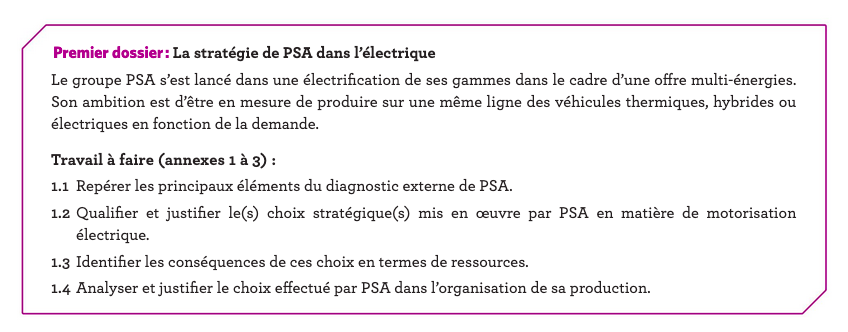 Premier dossier : La stratégie de PSA dans l’électrique
Le groupe PSA s’est lancé dans une électrification de ses gammes dans le cadre d’une offre multi-énergies.
Son ambition est d’être en mesure de produire sur une même ligne des véhicules thermiques, hybrides ou
électriques en fonction de la demande.
Travail à faire (annexes 1 à 3) :
1.1 Repérer les principaux éléments du diagnostic externe de PSA.
1.2 Qualifier et justifier le(s) choix stratégique(s) mis en œuvre par PSA en matière de motorisation
électrique.
1.3 Identifier les conséquences de ces choix en termes de ressources.
1.4 Analyser et justifier le choix effectué par PSA dans l’organisation de sa production.